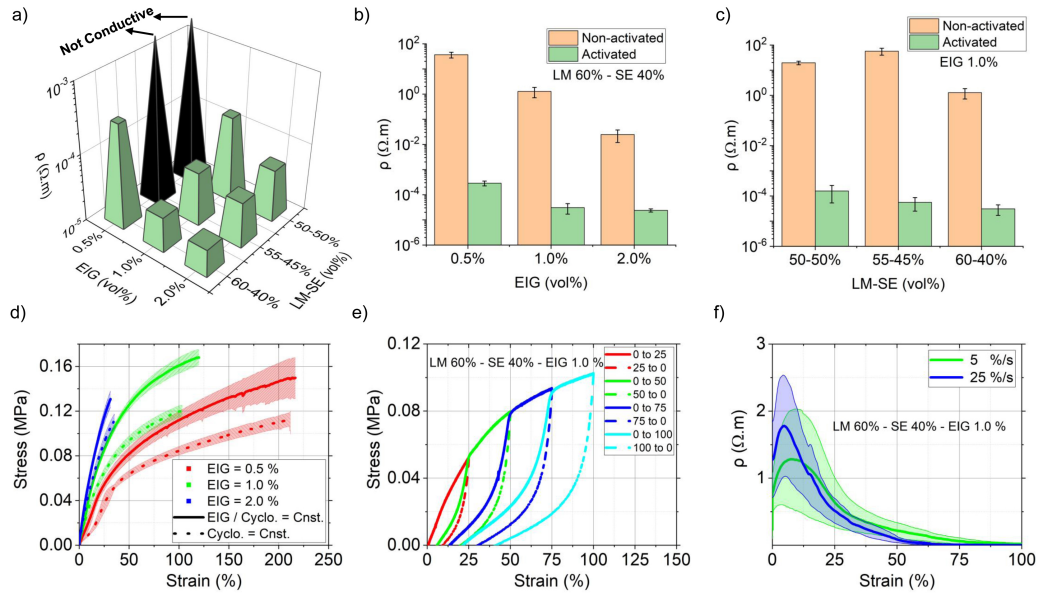 a)
Not Conductive
10⁻³
10⁻⁴
10⁻⁵
ρ (Ω.m)
0.5%
1.0%
2.0%
EIG (vol%)
60-40%
55-45%
50-50%
LM-SE (vol%)
b)
Non-activated
Activated
LM 60% - SE 40%
10²
10⁰
10⁻²
10⁻⁴
10⁻⁶
ρ (Ω.m)
0.5%
1.0%
2.0%
EIG (vol%)
c)
Non-activated
Activated
EIG 1.0%
10²
10⁰
10⁻²
10⁻⁴
10⁻⁶
ρ (Ω.m)
50-50%
55-45%
60-40%
LM-SE (vol%)
d)
0.16
0.12
0.08
0.04
0.00
Stress (MPa)
EIG = 0.5 %
EIG = 1.0 %
EIG = 2.0 %
EIG / Cyclo. = Cnst.
Cyclo. = Cnst.
0 50 100 150 200 250
Strain (%)
e)
0.12
0.08
0.04
0.00
Stress (MPa)
LM 60% - SE 40% - EIG 1.0 %
0 to 25
25 to 0
0 to 50
50 to 0
0 to 75
75 to 0
0 to 100
100 to 0
0 25 50 75 100 125 150
Strain (%)
f)
3
2
1
0
ρ (Ω.m)
5 %/s
25 %/s
LM 60% - SE 40% - EIG 1.0 %
0 25 50 75 100
Strain (%)